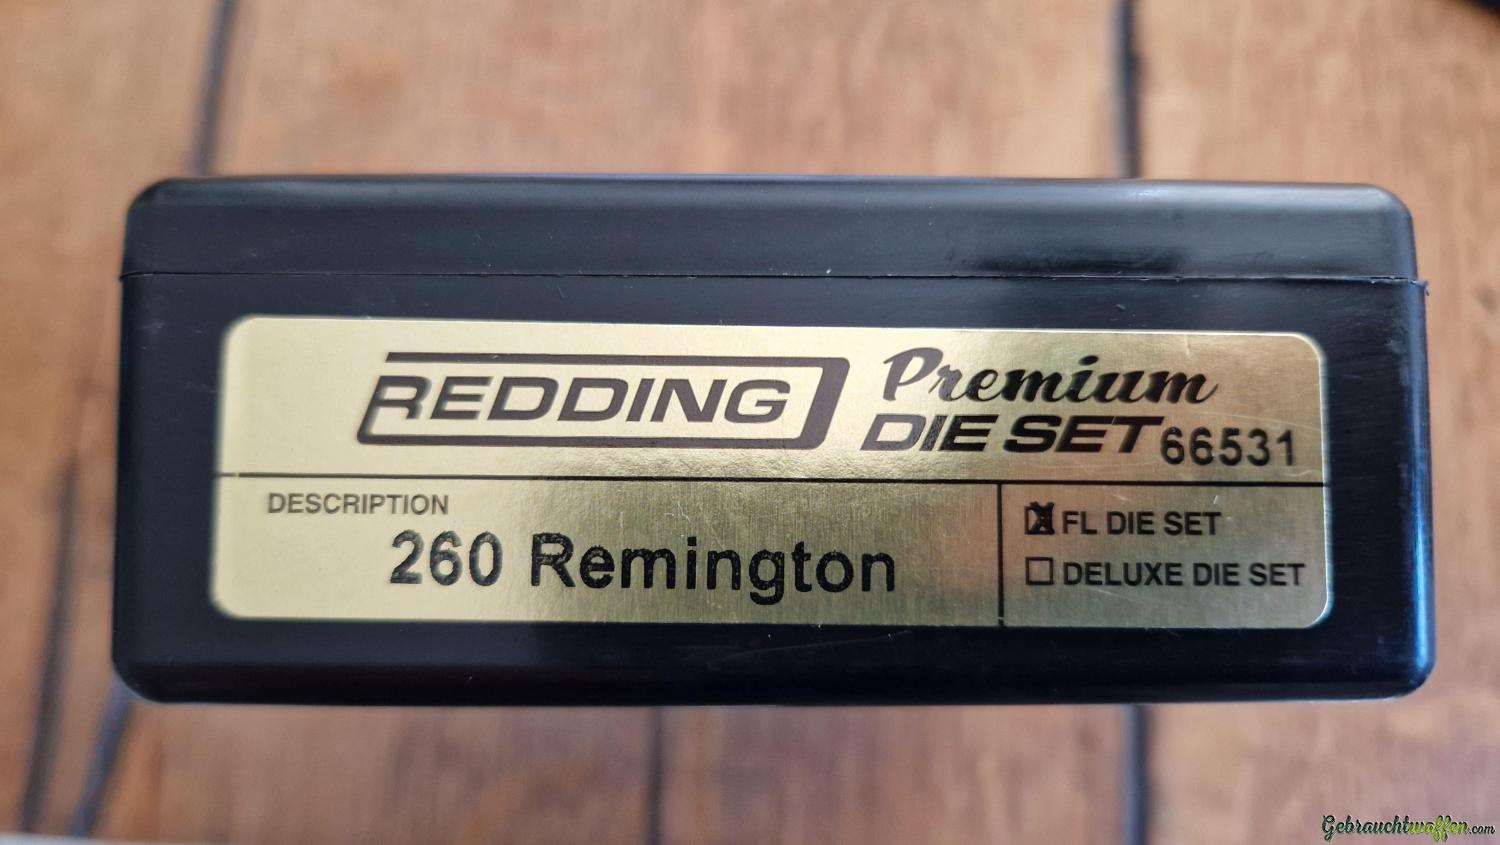 REDDING Premium
DIE SET 66531
DESCRIPTION
260 Remington
☒ FL DIE SET
☐ DELUXE DIE SET
Gebrauchtwaffen.com